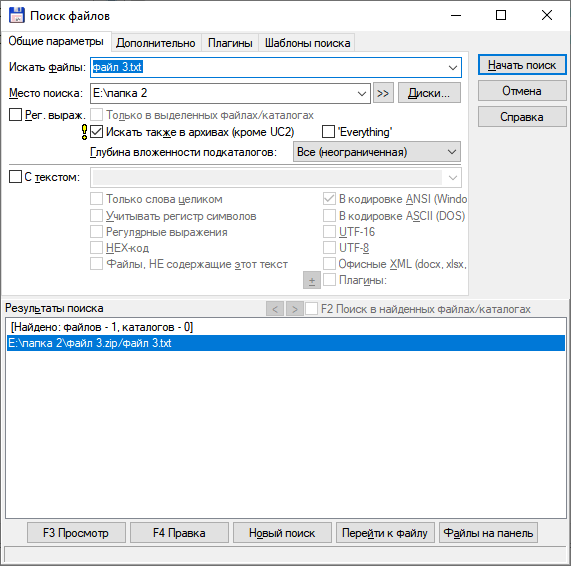 Поиск файлов
Общие параметры Дополнительно Плагины Шаблоны поиска
Искать файлы: файл 3.txt Начать поиск
Место поиска: E:\папка 2 >> Диски... Отмена
Рег. выраж. Только в выделенных файлах/каталогах Справка
Искать также в архивах (кроме UC2) 'Everything'
Глубина вложенности подкаталогов: Все (неограниченная)
С текстом:
Только слова целиком В кодировке ANSI (Windo
Учитывать регистр символов В кодировке ASCII (DOS)
Регулярные выражения UTF-16
HEX-код UTF-8
Файлы, НЕ содержащие этот текст Офисные XML (docx, xlsx,
± Плагины:
Результаты поиска < > F2 Поиск в найденных файлах/каталогах
[Найдено: файлов - 1, каталогов - 0]
E:\папка 2\файл 3.zip/файл 3.txt
F3 Просмотр F4 Правка Новый поиск Перейти к файлу Файлы на панель